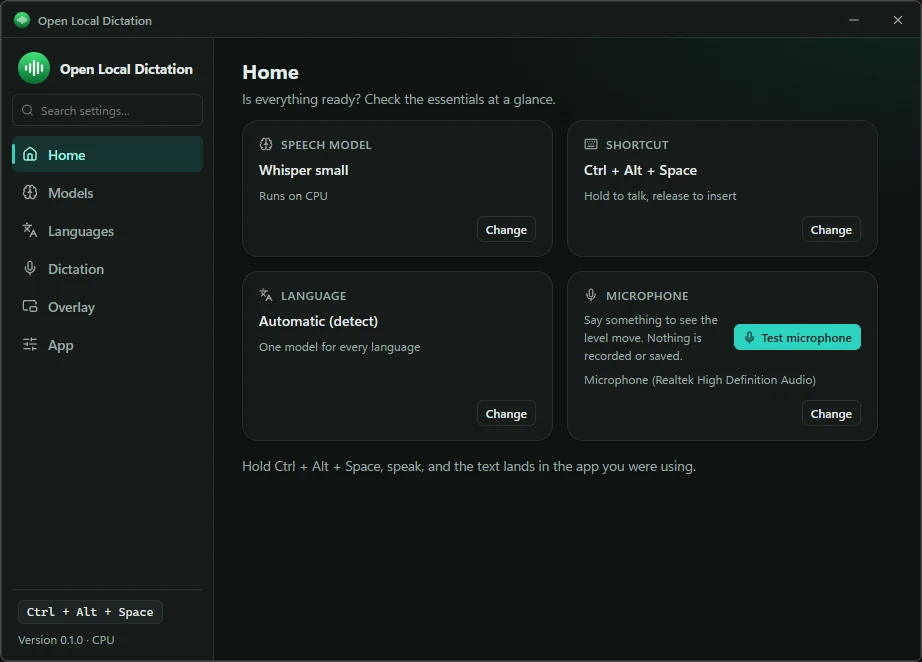 Open Local Dictation
Open Local Dictation
Search settings...
Home
Models
Languages
Dictation
Overlay
App
Ctrl + Alt + Space
Version 0.1.0 · CPU
Home
Is everything ready? Check the essentials at a glance.
SPEECH MODEL
Whisper small
Runs on CPU
Change
SHORTCUT
Ctrl + Alt + Space
Hold to talk, release to insert
Change
LANGUAGE
Automatic (detect)
One model for every language
Change
MICROPHONE
Say something to see the
level move. Nothing is
recorded or saved.
Test microphone
Microphone (Realtek High Definition Audio)
Change
Hold Ctrl + Alt + Space, speak, and the text lands in the app you were using.